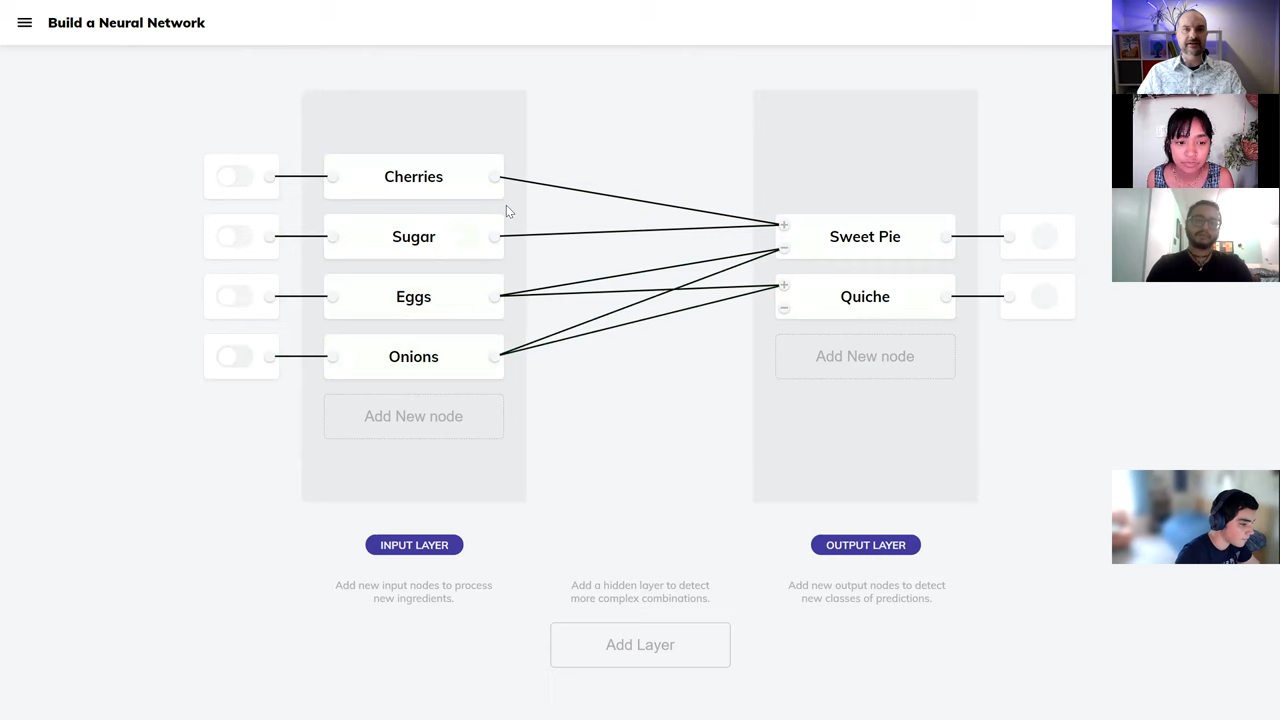 Build a Neural Network
Cherries
Sugar
Sweet Pie
Eggs
Quiche
Onions
Add New node
Add New node
INPUT LAYER
OUTPUT LAYER
Add new input nodes to process
new ingredients.
Add a hidden layer to detect
more complex combinations.
Add new output nodes to detect
new classes of predictions.
Add Layer